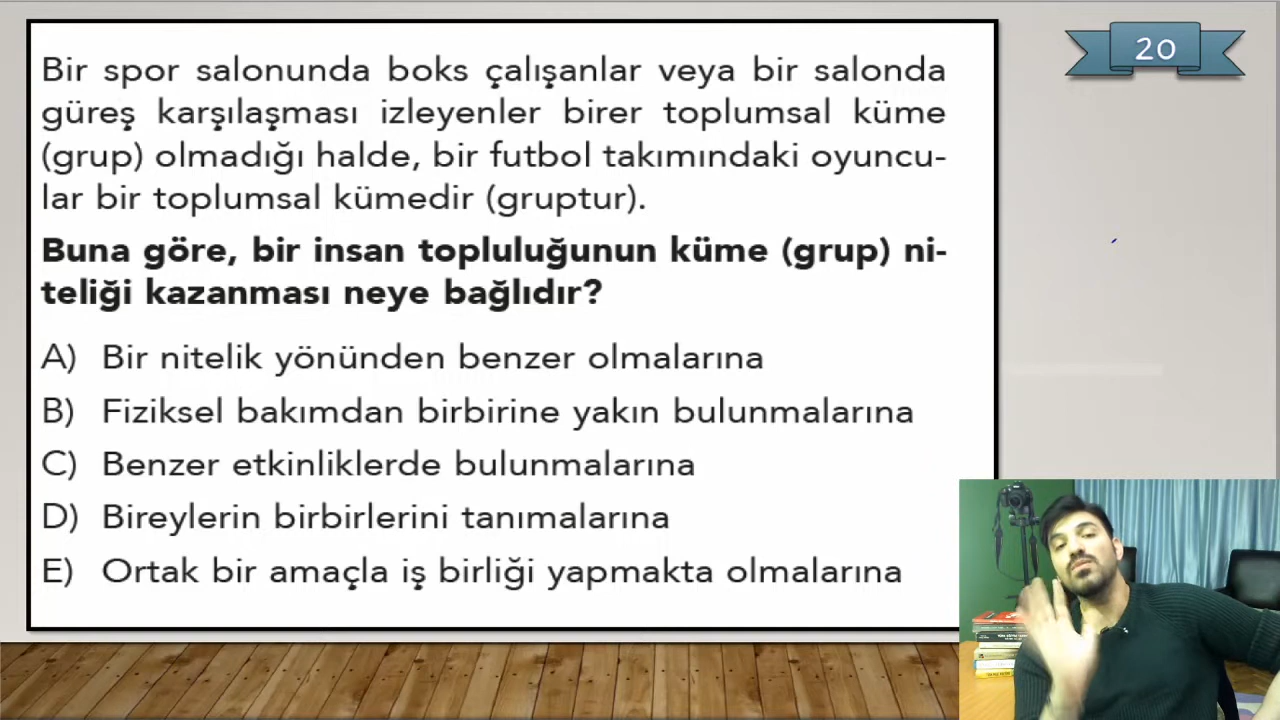 20
Bir spor salonunda boks çalışanlar veya bir salonda
güreş karşılaşması izleyenler birer toplumsal küme
(grup) olmadığı halde, bir futbol takımındaki oyuncu-
lar bir toplumsal kümedir (gruptur).
Buna göre, bir insan topluluğunun küme (grup) ni-
teliği kazanması neye bağlıdır?
A) Bir nitelik yönünden benzer olmalarına
B) Fiziksel bakımdan birbirine yakın bulunmalarına
C) Benzer etkinliklerde bulunmalarına
D) Bireylerin birbirlerini tanımalarına
E) Ortak bir amaçla iş birliği yapmakta olmalarına